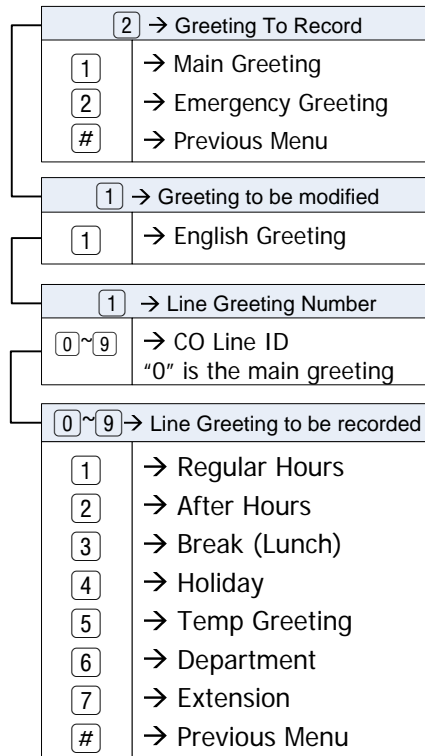 2 → Greeting To Record
1 → Main Greeting
2 → Emergency Greeting
# → Previous Menu
1 → Greeting to be modified
1 → English Greeting
1 → Line Greeting Number
0~9 → CO Line ID
"0" is the main greeting
0~9 → Line Greeting to be recorded
1 → Regular Hours
2 → After Hours
3 → Break (Lunch)
4 → Holiday
5 → Temp Greeting
6 → Department
7 → Extension
# → Previous Menu